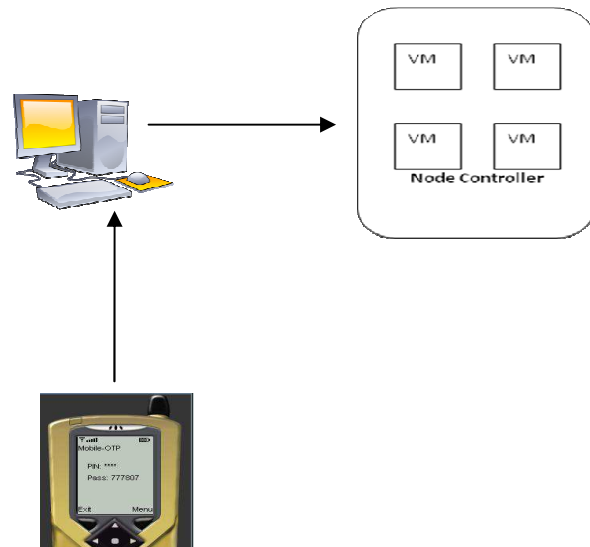 VM VM
VM VM
Node Controller
Mobile-OTP
PIN: ****
Pass: 777807
Exit Menu